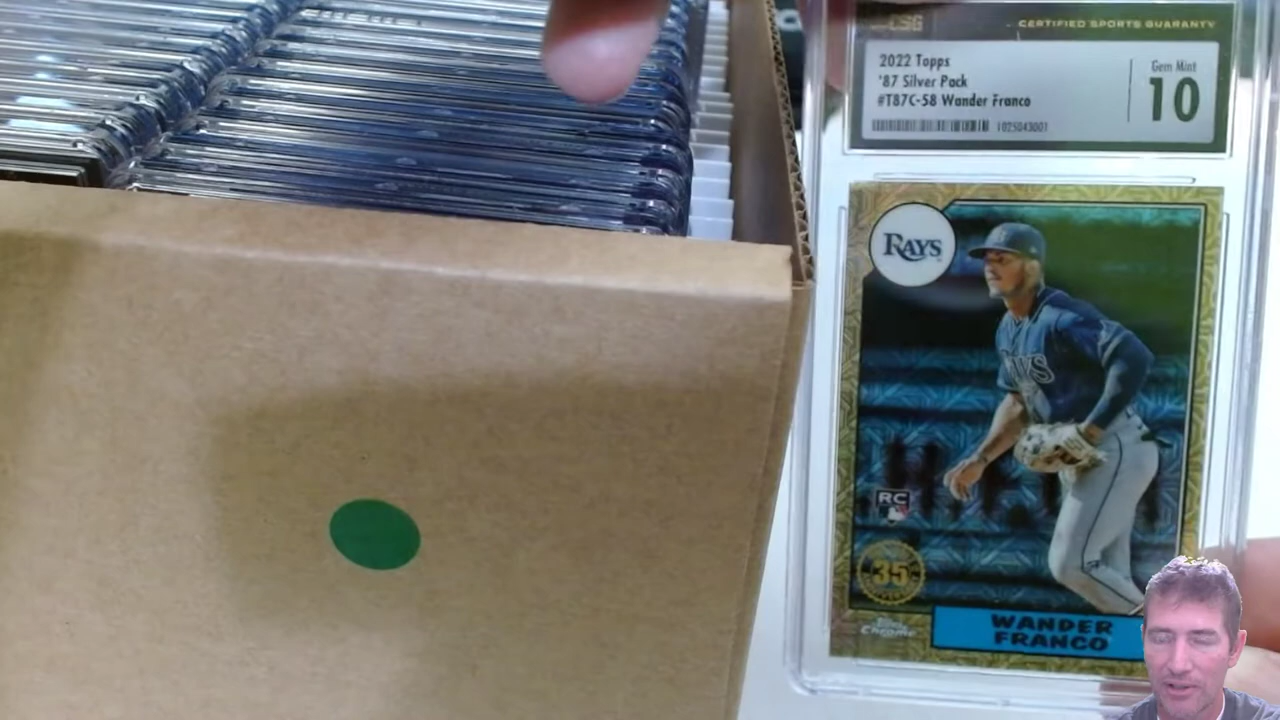 CSG
CERTIFIED SPORTS GUARANTY
2022 Topps
'87 Silver Pack
#T87C-58 Wander Franco
Gem Mint
10
1025043001
RAYS
RAYS
RC
35
Topps
Chrome
WANDER
FRANCO